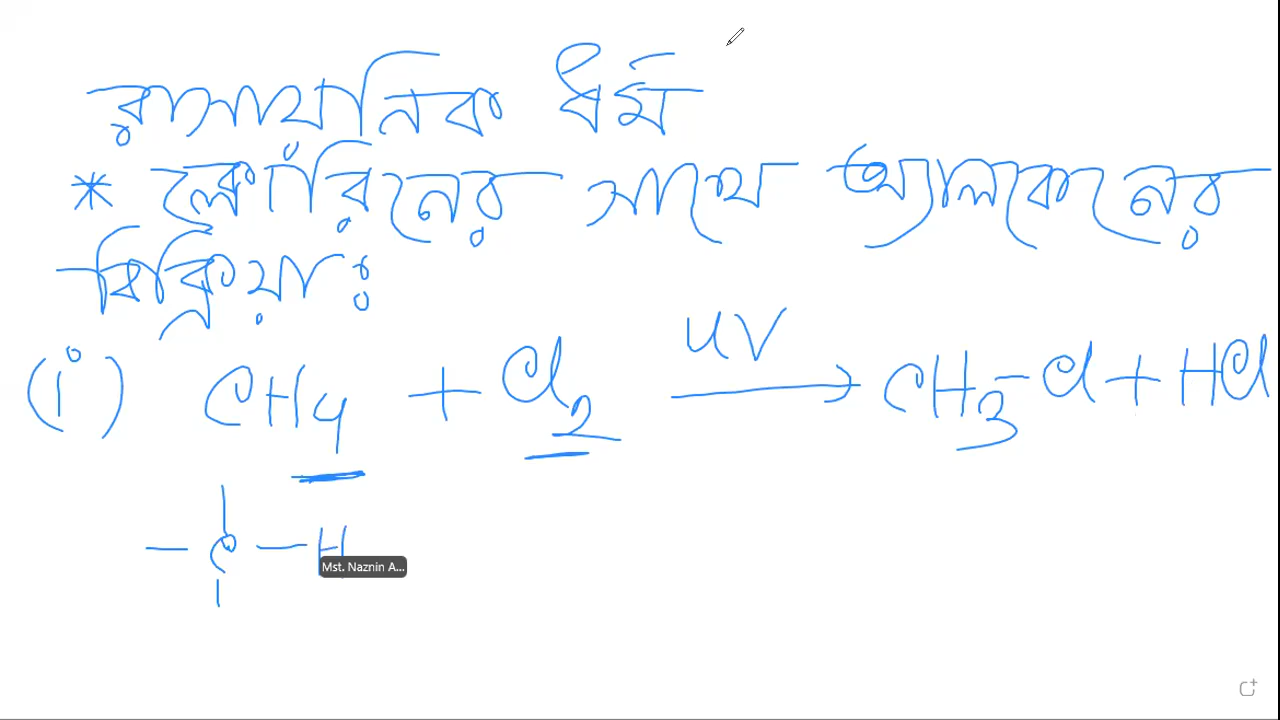 রাসায়নিক ধর্ম
* ক্লোরিনের সাথে অ্যালকেনের
বিক্রিয়াঃ
(i) CH4 + Cl2 UV → CH3-Cl + HCl
- C - H
Mst. Naznin A...